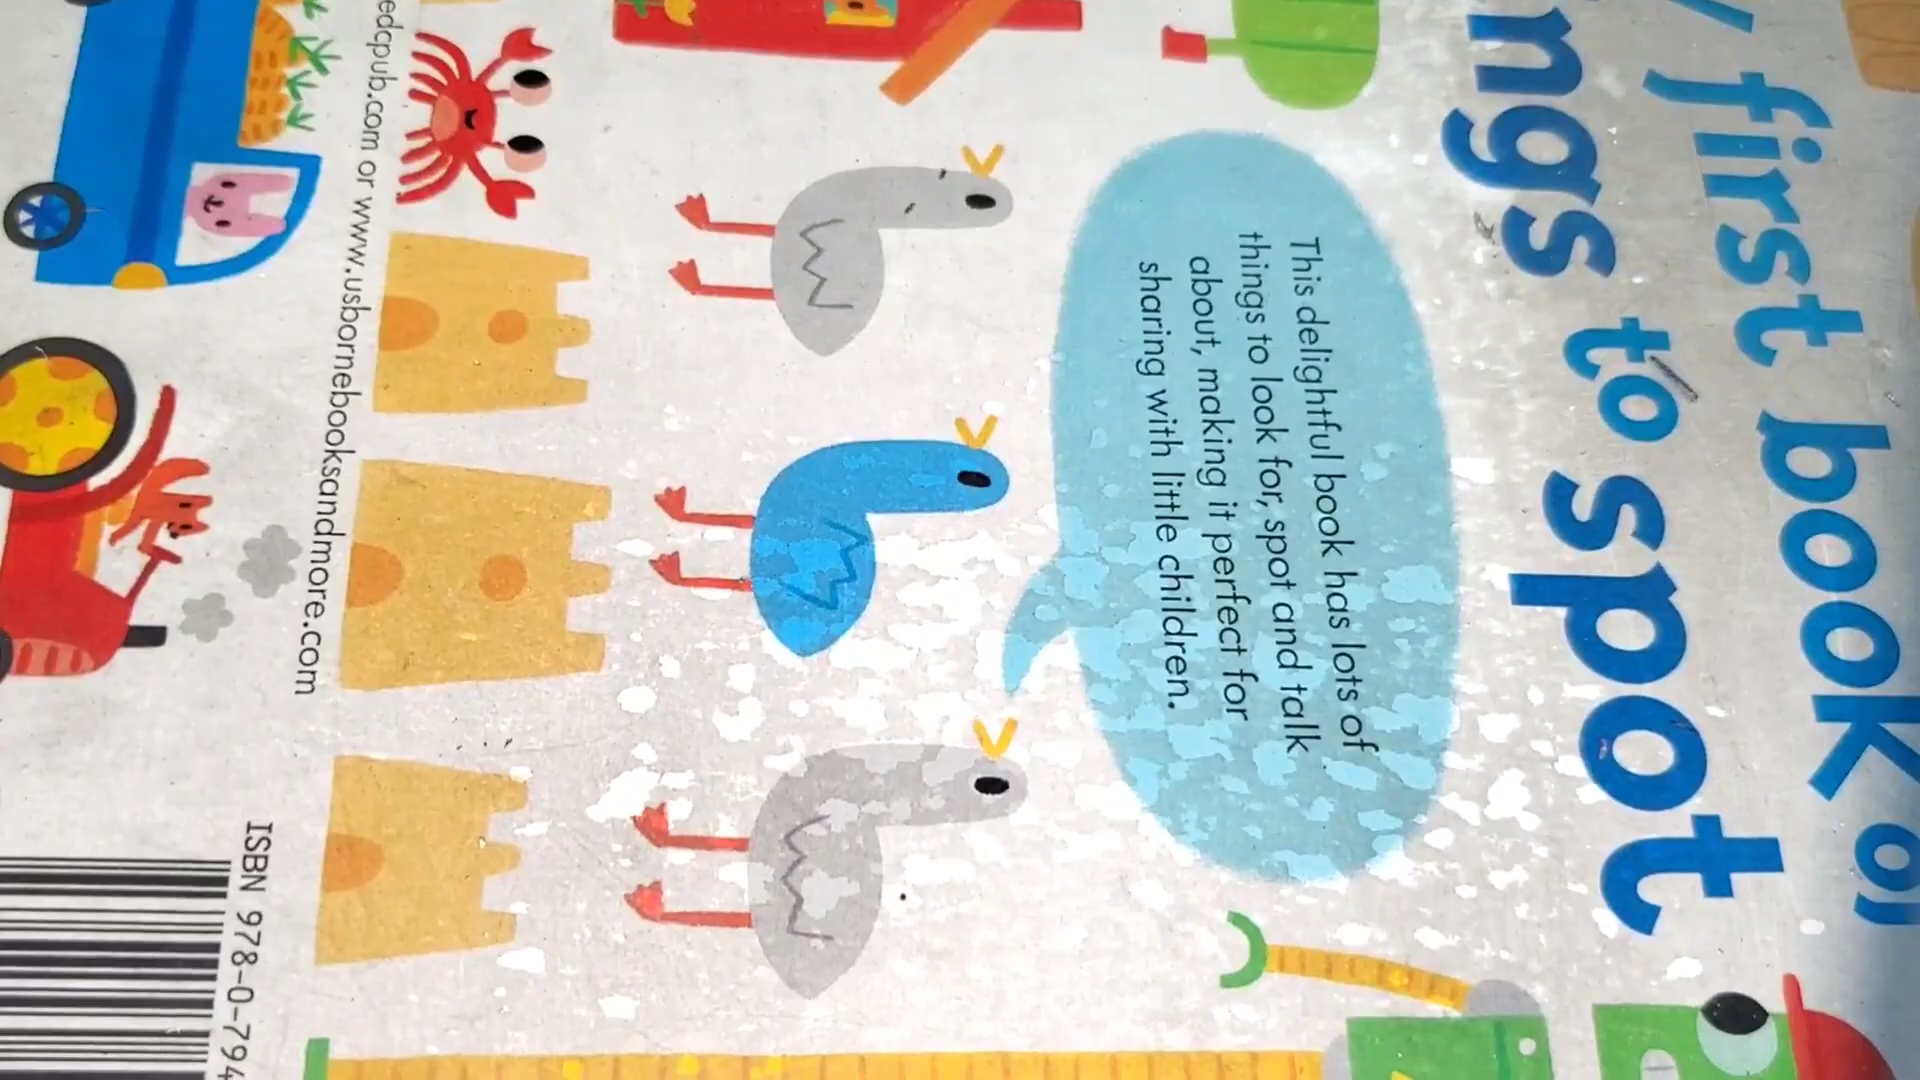 first book of
ngs to spot
This delightful book has lots of
things to look for, spot and talk
about, making it perfect for
sharing with little children.
edcpub.com or www.usbornebooksandmore.com
ISBN 978-0-794